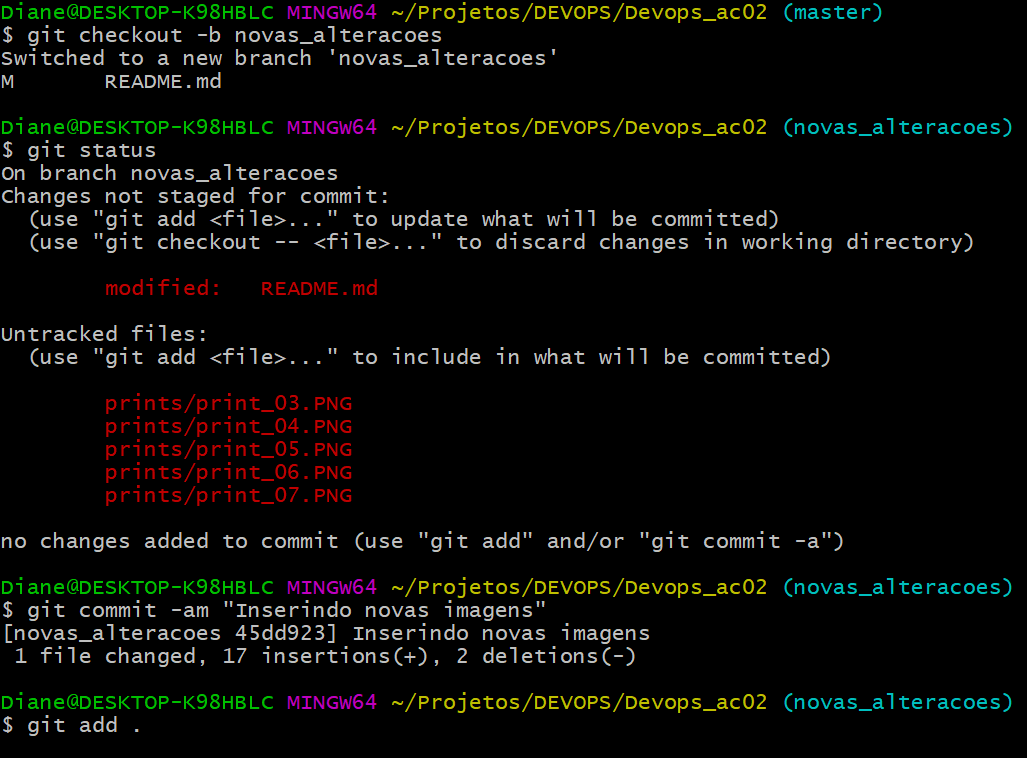 Diane@DESKTOP-K98HBLC MINGW64 ~/Projetos/DEVOPS/Devops_ac02 (master)
$ git checkout -b novas_alteracoes
Switched to a new branch 'novas_alteracoes'
M       README.md
Diane@DESKTOP-K98HBLC MINGW64 ~/Projetos/DEVOPS/Devops_ac02 (novas_alteracoes)
$ git status
On branch novas_alteracoes
Changes not staged for commit:
  (use "git add <file>..." to update what will be committed)
  (use "git checkout -- <file>..." to discard changes in working directory)
        modified:   README.md
Untracked files:
  (use "git add <file>..." to include in what will be committed)
        prints/print_03.PNG
        prints/print_04.PNG
        prints/print_05.PNG
        prints/print_06.PNG
        prints/print_07.PNG
no changes added to commit (use "git add" and/or "git commit -a")
Diane@DESKTOP-K98HBLC MINGW64 ~/Projetos/DEVOPS/Devops_ac02 (novas_alteracoes)
$ git commit -am "Inserindo novas imagens"
[novas_alteracoes 45dd923] Inserindo novas imagens
 1 file changed, 17 insertions(+), 2 deletions(-)
Diane@DESKTOP-K98HBLC MINGW64 ~/Projetos/DEVOPS/Devops_ac02 (novas_alteracoes)
$ git add .